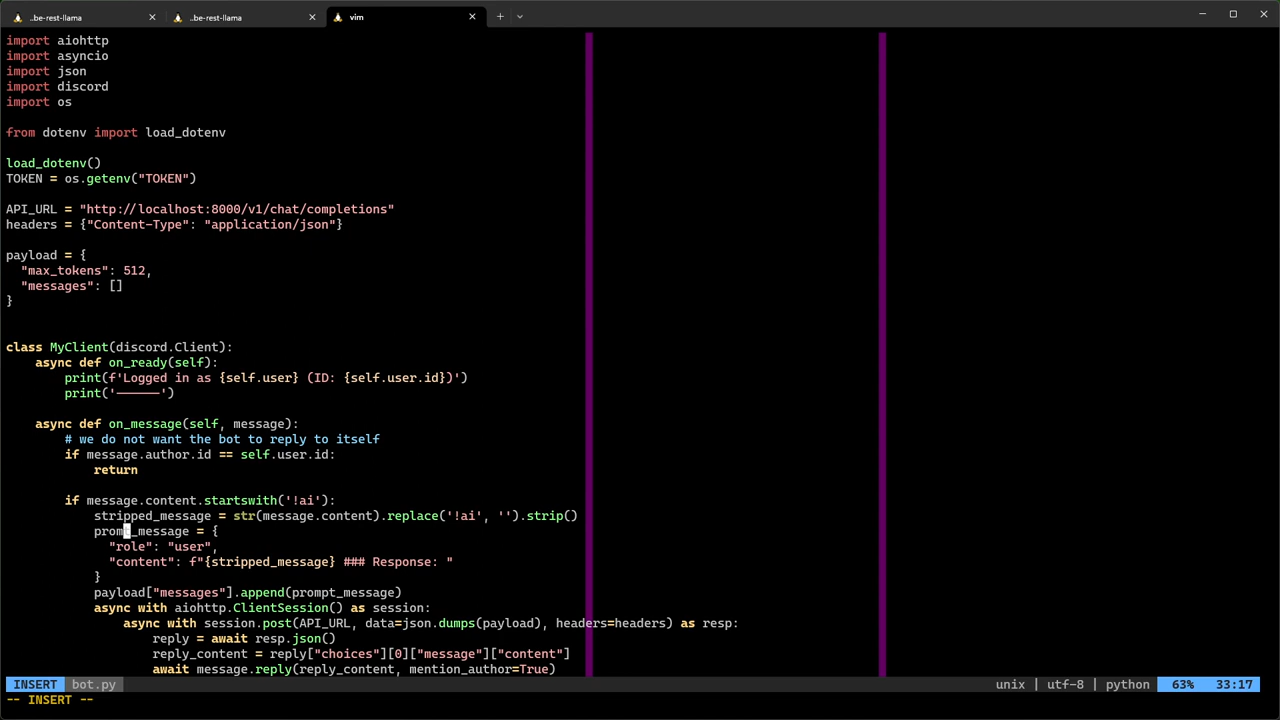 ..be-rest-llama ..be-rest-llama vim
import aiohttp
import asyncio
import json
import discord
import os
from dotenv import load_dotenv
load_dotenv()
TOKEN = os.getenv("TOKEN")
API_URL = "http://localhost:8000/v1/chat/completions"
headers = {"Content-Type": "application/json"}
payload = {
  "max_tokens": 512,
  "messages": []
}
class MyClient(discord.Client):
    async def on_ready(self):
        print(f'Logged in as {self.user} (ID: {self.user.id})')
        print('------')
    async def on_message(self, message):
        # we do not want the bot to reply to itself
        if message.author.id == self.user.id:
            return
        if message.content.startswith('!ai'):
            stripped_message = str(message.content).replace('!ai', '').strip()
            promt_message = {
              "role": "user",
              "content": f"{stripped_message} ### Response: "
            }
            payload["messages"].append(prompt_message)
            async with aiohttp.ClientSession() as session:
                async with session.post(API_URL, data=json.dumps(payload), headers=headers) as resp:
                    reply = await resp.json()
                    reply_content = reply["choices"][0]["message"]["content"]
                    await message.reply(reply_content, mention_author=True)
INSERT bot.py unix | utf-8 | python 63% 33:17
-- INSERT --